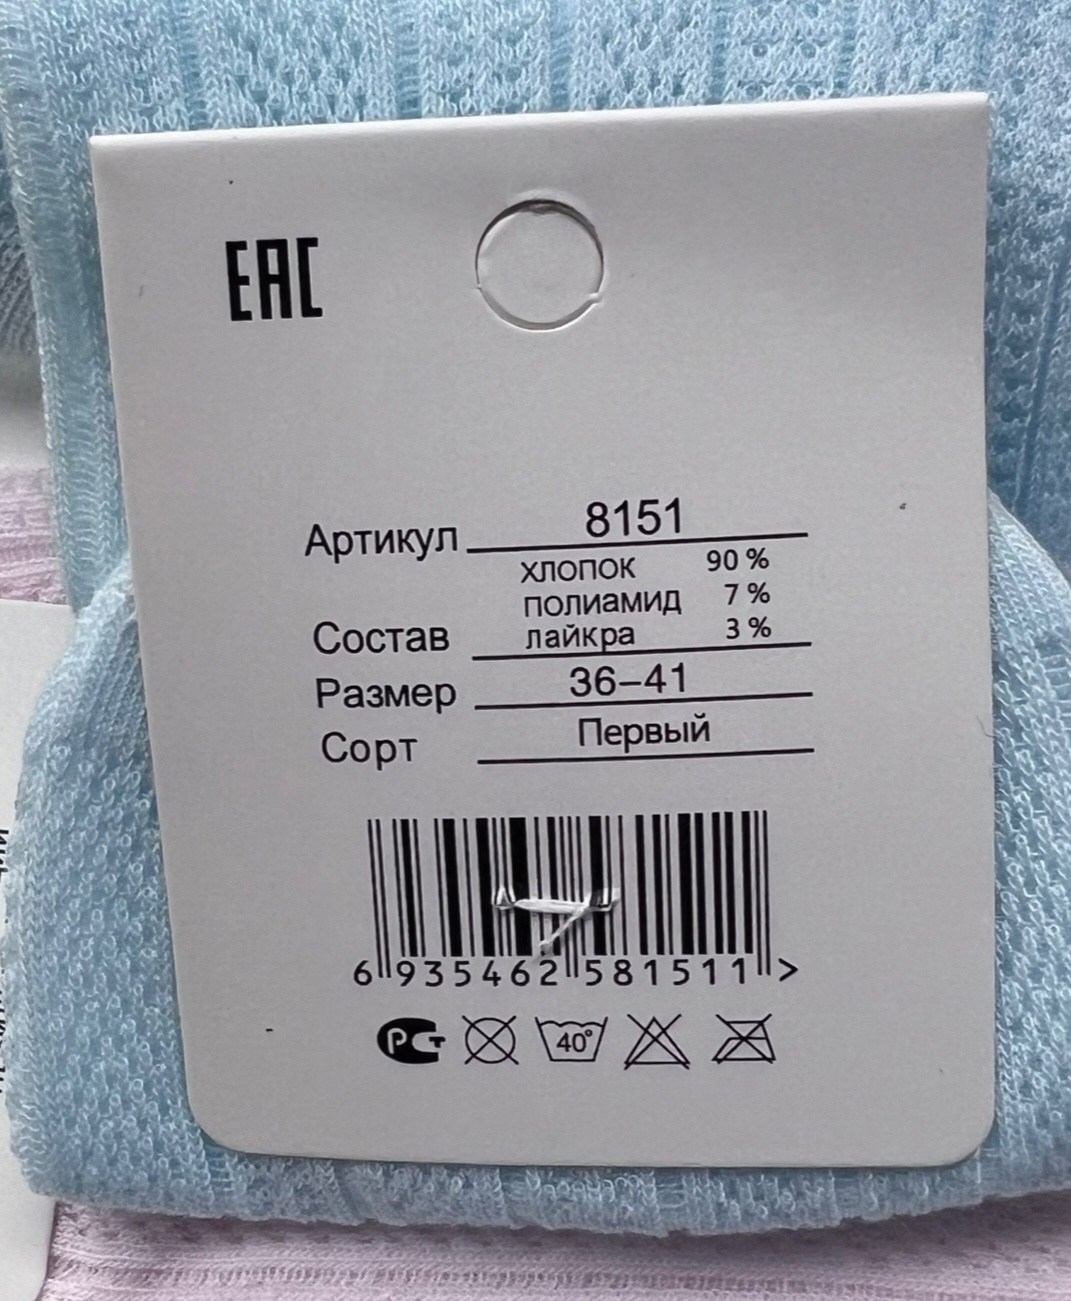 ЕАС
Артикул 8151
хлопок 90 %
полиамид 7 %
Состав лайкра 3 %
Размер 36–41
Сорт Первый
6 935462 581511 >
РСТ 40°